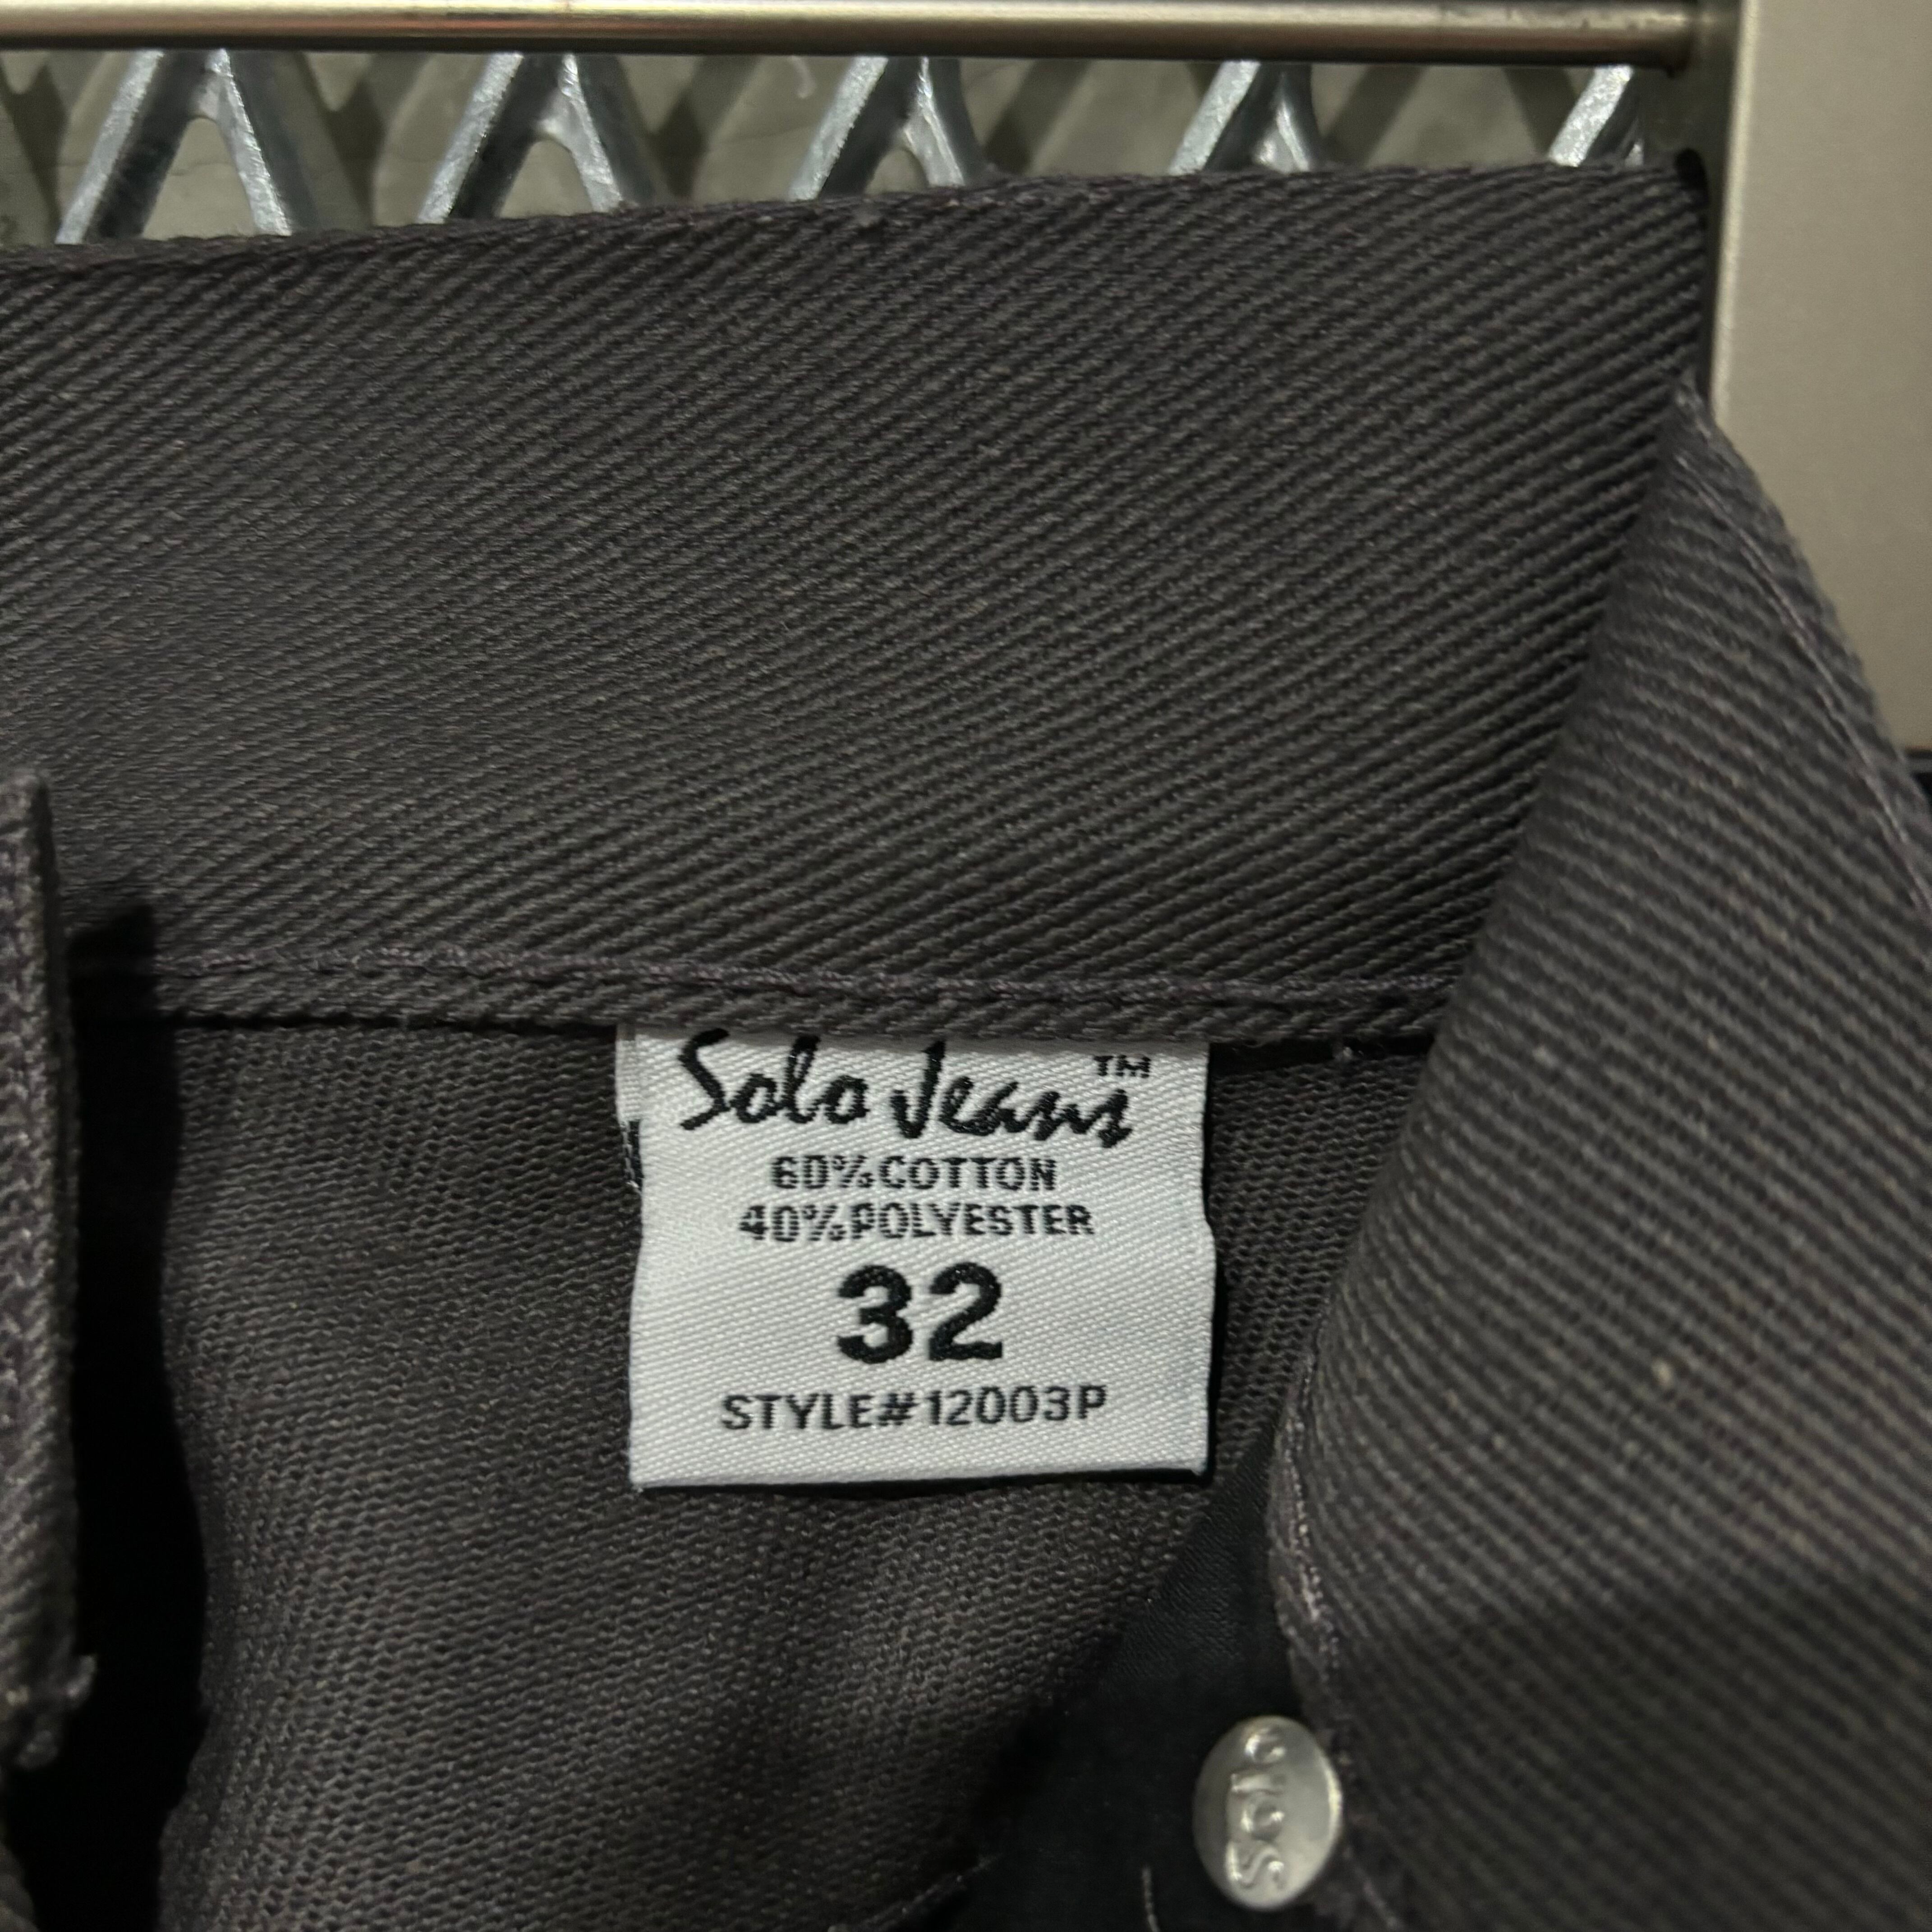 Solo Jeans™
60%COTTON
40%POLYESTER
32
STYLE#12003P
Solo